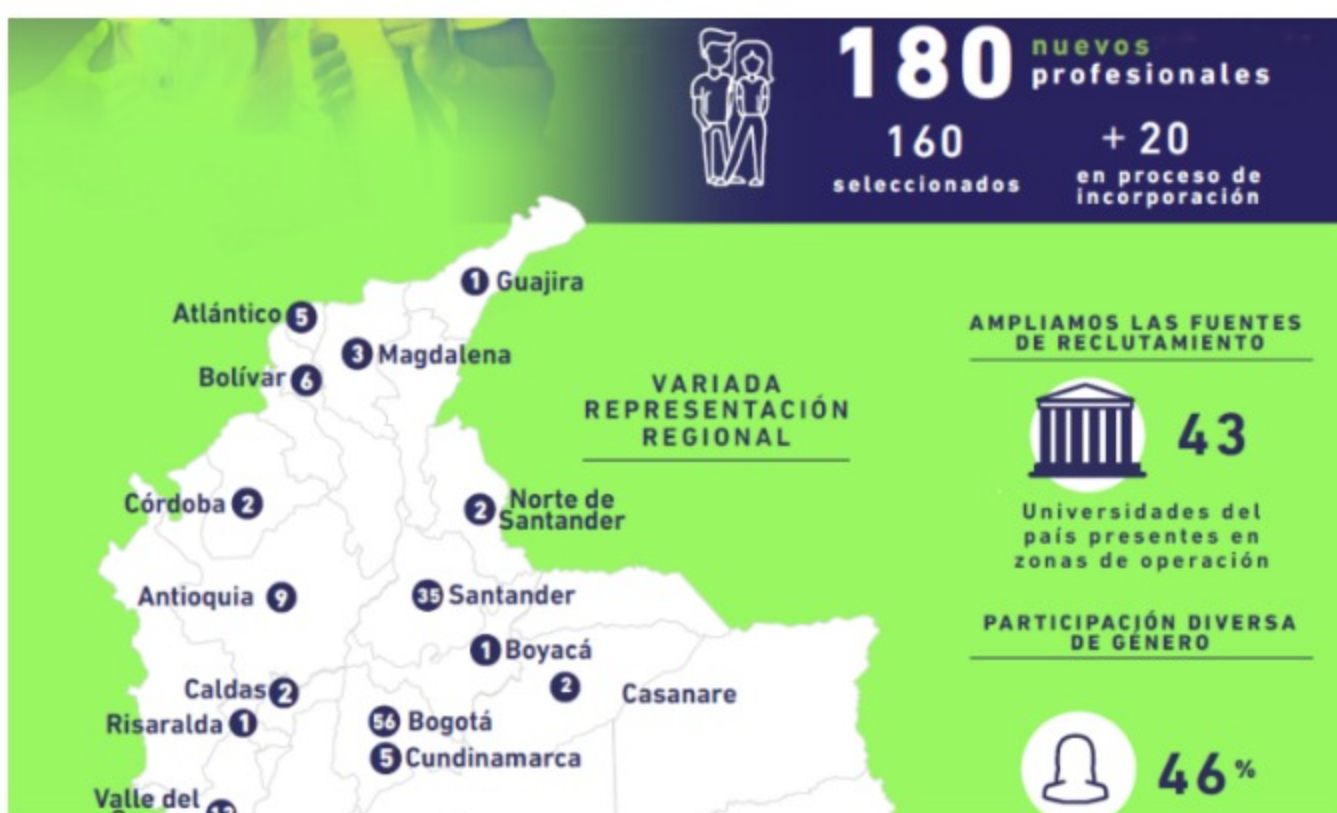 180 nuevos
profesionales
160
seleccionados
+ 20
en proceso de
incorporación
1 Guajira
Atlántico 5
3 Magdalena
Bolívar 6
VARIADA
REPRESENTACIÓN
REGIONAL
Córdoba 2
2 Norte de
Santander
Antioquia 9
35 Santander
1 Boyacá
2 Casanare
Caldas 2
Risaralda 1
56 Bogotá
5 Cundinamarca
Valle del
AMPLIAMOS LAS FUENTES
DE RECLUTAMIENTO
43
Universidades del
país presentes en
zonas de operación
PARTICIPACIÓN DIVERSA
DE GÉNERO
46%